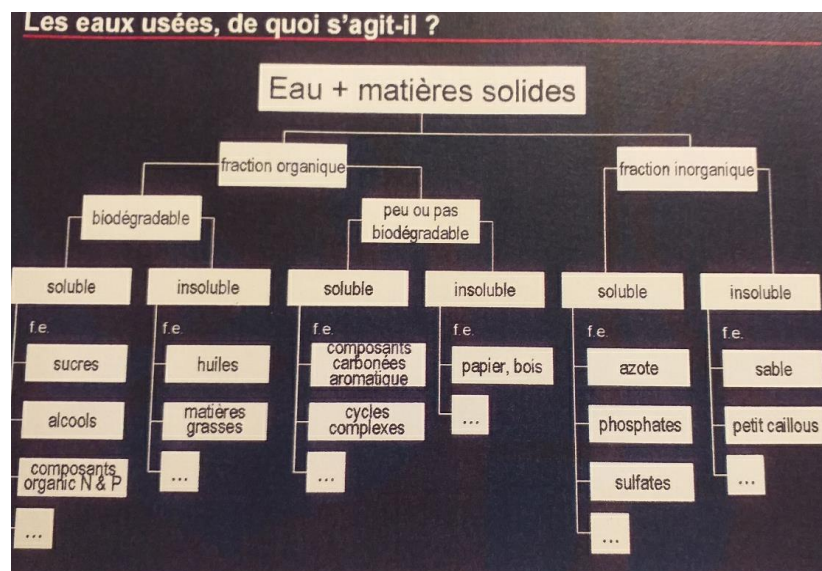 Les eaux usées, de quoi s'agit-il ?
Eau + matières solides
fraction organique
fraction inorganique
biodégradable
peu ou pas
biodégradable
soluble
insoluble
soluble
insoluble
soluble
insoluble
f.e.
f.e.
f.e.
f.e.
f.e.
f.e.
sucres
huiles
composants
carbonées
aromatique
papier, bois
azote
sable
alcools
matières
grasses
cycles
complexes
...
phosphates
petit caillous
composants
organic N & P
...
...
sulfates
...
...
...